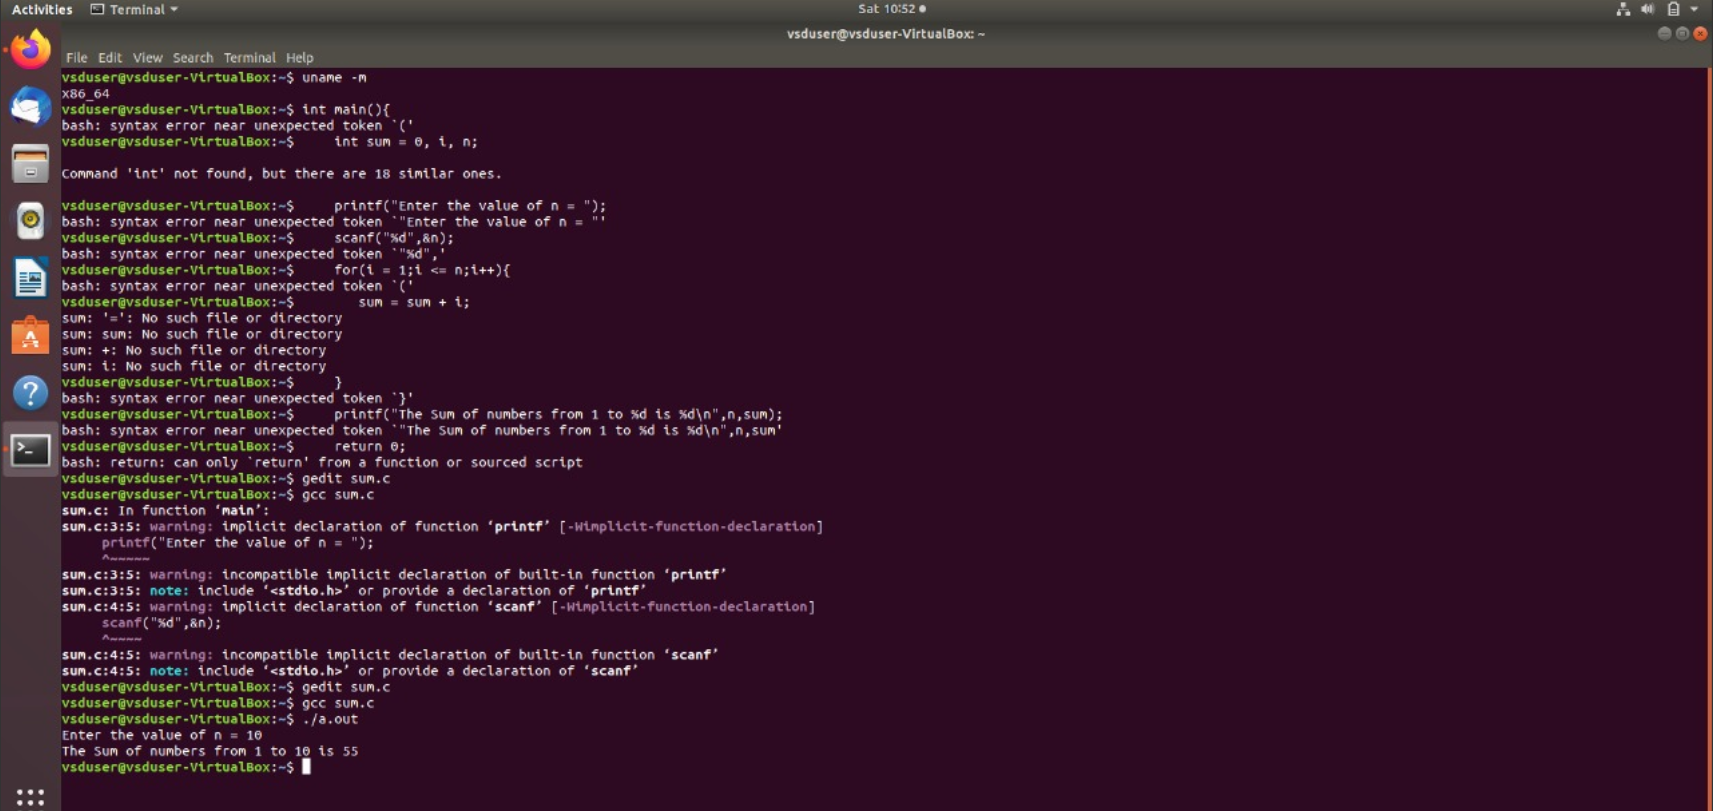 Activities Terminal Sat 10:52
vsduser@vsduser-VirtualBox: ~
File Edit View Search Terminal Help
vsduser@vsduser-VirtualBox:~$ uname -m
x86_64
vsduser@vsduser-VirtualBox:~$ int main(){
bash: syntax error near unexpected token `('
vsduser@vsduser-VirtualBox:~$     int sum = 0, i, n;
Command 'int' not found, but there are 18 similar ones.
vsduser@vsduser-VirtualBox:~$     printf("Enter the value of n = ");
bash: syntax error near unexpected token `"Enter the value of n = "'
vsduser@vsduser-VirtualBox:~$     scanf("%d",&n);
bash: syntax error near unexpected token `"%d",'
vsduser@vsduser-VirtualBox:~$     for(i = 1;i <= n;i++){
bash: syntax error near unexpected token `('
vsduser@vsduser-VirtualBox:~$        sum = sum + i;
sum: '=': No such file or directory
sum: sum: No such file or directory
sum: +: No such file or directory
sum: i: No such file or directory
vsduser@vsduser-VirtualBox:~$     }
bash: syntax error near unexpected token `}'
vsduser@vsduser-VirtualBox:~$     printf("The Sum of numbers from 1 to %d is %d\n",n,sum);
bash: syntax error near unexpected token `"The Sum of numbers from 1 to %d is %d\n",n,sum'
vsduser@vsduser-VirtualBox:~$     return 0;
bash: return: can only `return' from a function or sourced script
vsduser@vsduser-VirtualBox:~$ gedit sum.c
vsduser@vsduser-VirtualBox:~$ gcc sum.c
sum.c: In function ‘main’:
sum.c:3:5: warning: implicit declaration of function ‘printf’ [-Wimplicit-function-declaration]
     printf("Enter the value of n = ");
     ^~~~~~
sum.c:3:5: warning: incompatible implicit declaration of built-in function ‘printf’
sum.c:3:5: note: include ‘<stdio.h>’ or provide a declaration of ‘printf’
sum.c:4:5: warning: implicit declaration of function ‘scanf’ [-Wimplicit-function-declaration]
     scanf("%d",&n);
     ^~~~~
sum.c:4:5: warning: incompatible implicit declaration of built-in function ‘scanf’
sum.c:4:5: note: include ‘<stdio.h>’ or provide a declaration of ‘scanf’
vsduser@vsduser-VirtualBox:~$ gedit sum.c
vsduser@vsduser-VirtualBox:~$ gcc sum.c
vsduser@vsduser-VirtualBox:~$ ./a.out
Enter the value of n = 10
The Sum of numbers from 1 to 10 is 55
vsduser@vsduser-VirtualBox:~$